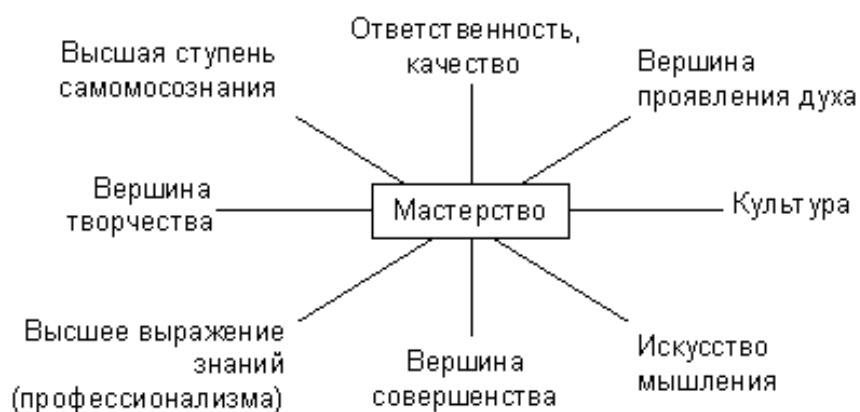 Ответственность,
качество
Высшая ступень
самомосознания
Вершина
проявления духа
Вершина
творчества
Мастерство
Культура
Высшее выражение
знаний
(профессионализма)
Вершина
совершенства
Искусство
мышления